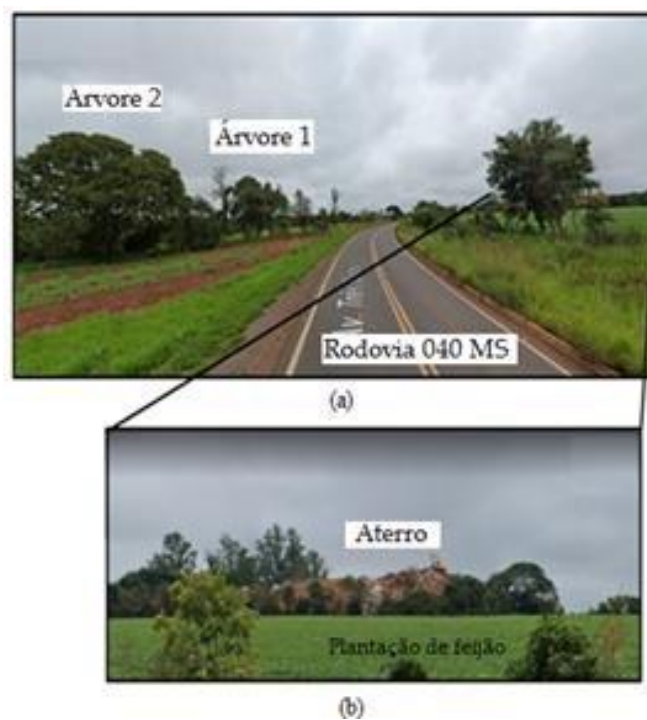 Arvore 2
Árvore 1
Rodovia 040 MS
(a)
Aterro
Plantação de feijão
(b)